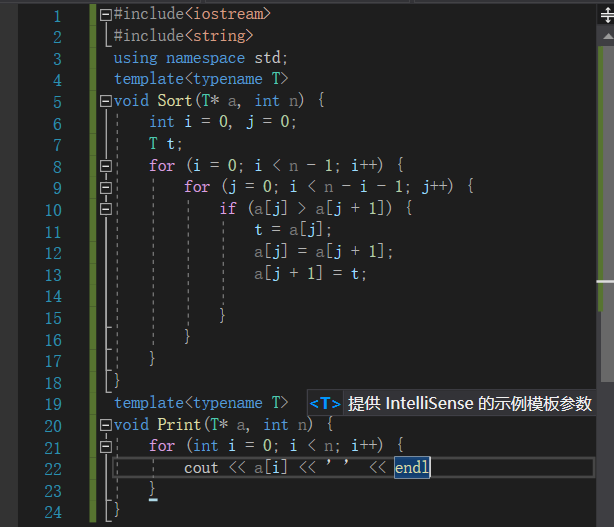 1 #include<iostream>
2 #include<string>
3 using namespace std;
4 template<typename T>
5 void Sort(T* a, int n) {
6 int i = 0, j = 0;
7 T t;
8 for (i = 0; i < n - 1; i++) {
9 for (j = 0; i < n - i - 1; j++) {
10 if (a[j] > a[j + 1]) {
11 t = a[j];
12 a[j] = a[j + 1];
13 a[j + 1] = t;
14
15 }
16 }
17 }
18 }
19 template<typename T> <T> 提供 IntelliSense 的示例模板参数
20 void Print(T* a, int n) {
21 for (int i = 0; i < n; i++) {
22 cout << a[i] << ’ ’ << endl
23 }
24 }